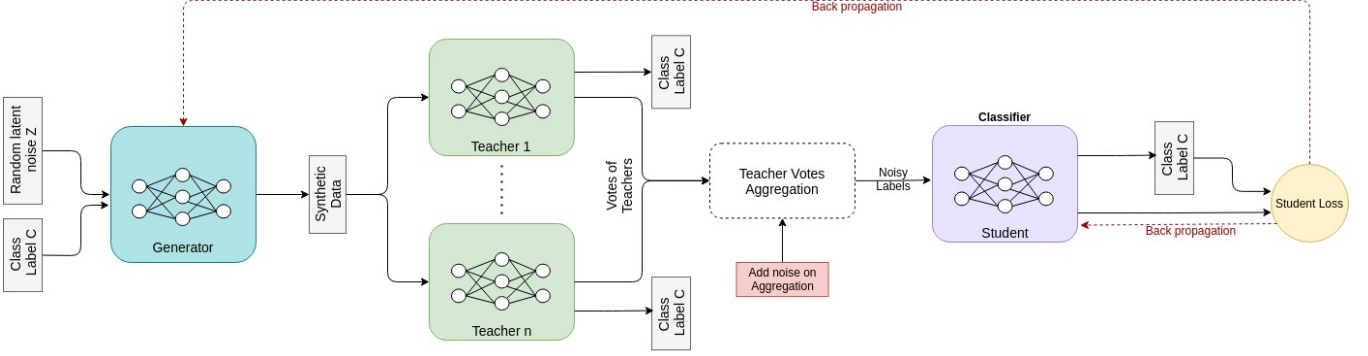 Back propagation
Random latent
noise Z
Class
Label C
Generator
Synthetic
Data
Teacher 1
Class
Label C
Votes of
Teachers
Teacher n
Class
Label C
Teacher Votes
Aggregation
Add noise on
Aggregation
Noisy
Labels
Classifier
Student
Class
Label C
Student Loss
Back propagation